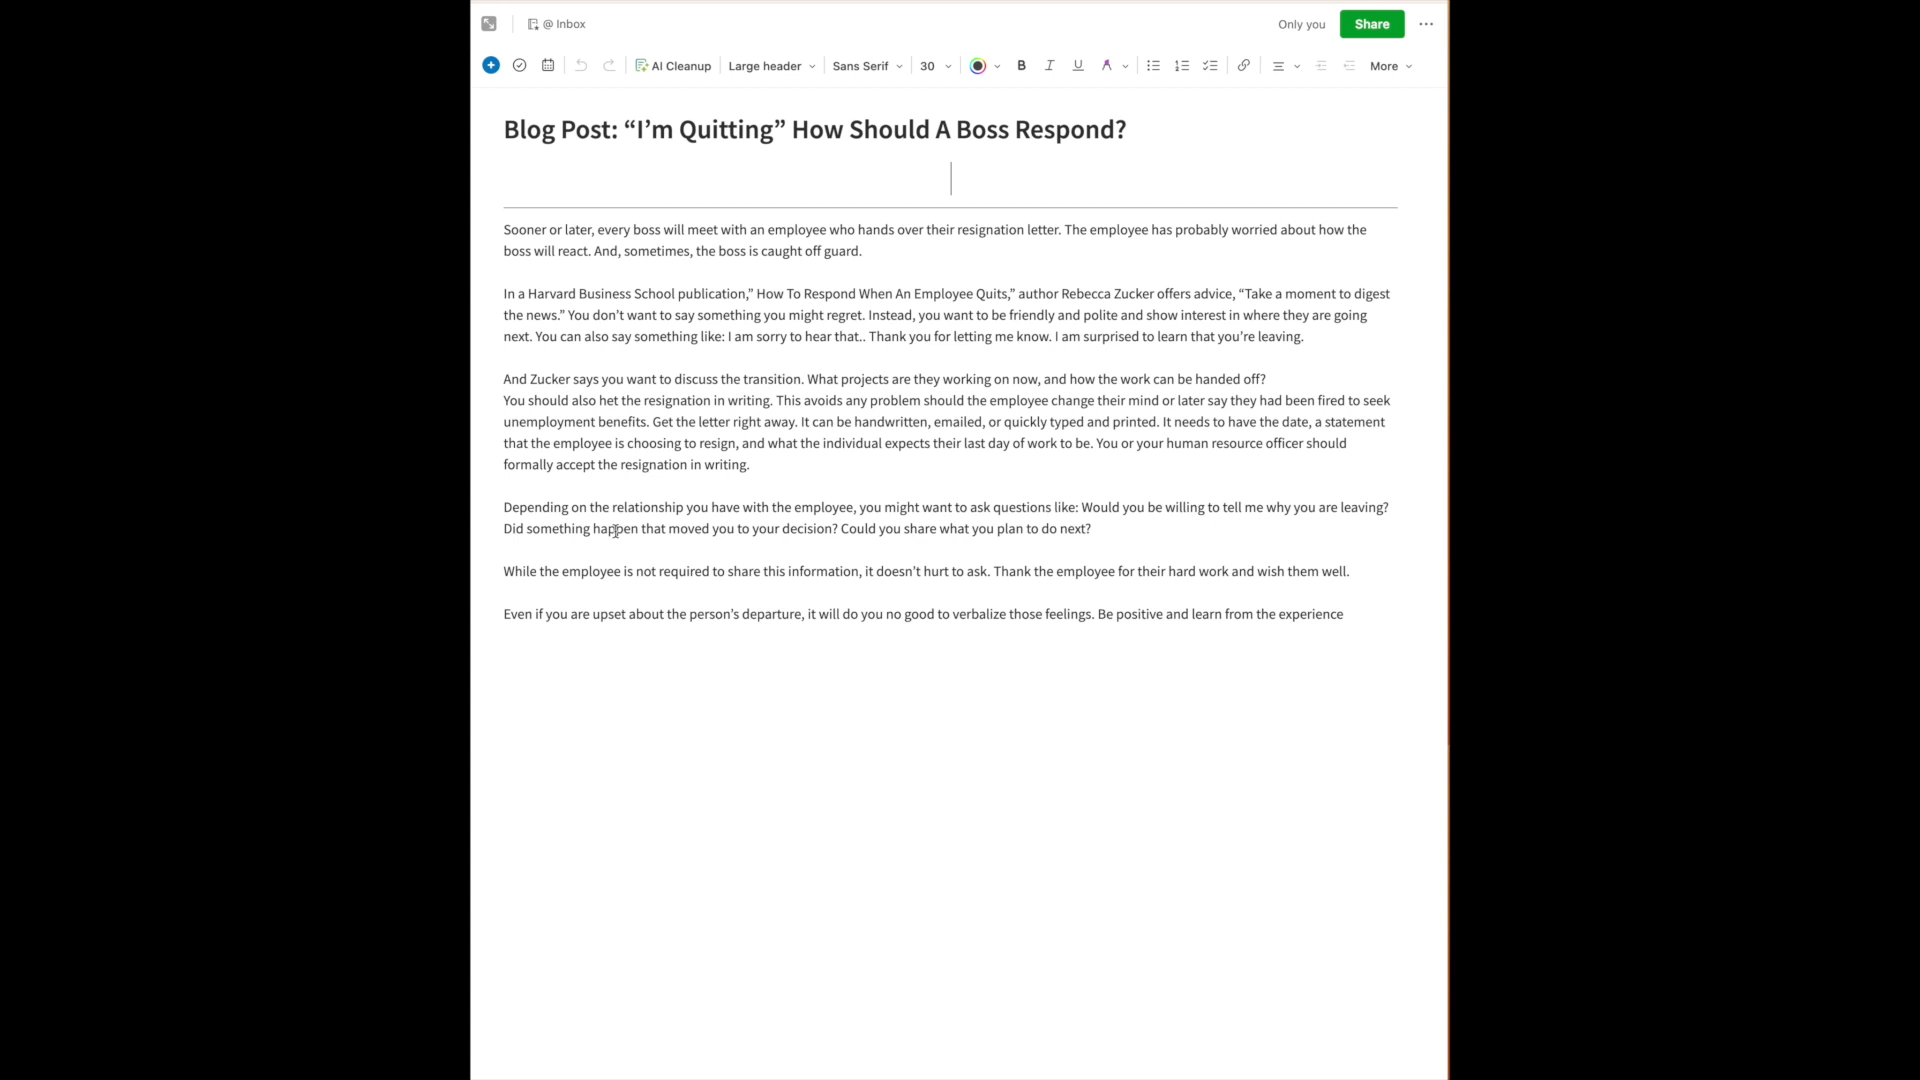 @ Inbox
Only you
Share
AI Cleanup
Large header
Sans Serif
30
B
I
U
More
Blog Post: “I’m Quitting” How Should A Boss Respond?
Sooner or later, every boss will meet with an employee who hands over their resignation letter. The employee has probably worried about how the
boss will react. And, sometimes, the boss is caught off guard.
In a Harvard Business School publication,” How To Respond When An Employee Quits,” author Rebecca Zucker offers advice, “Take a moment to digest
the news.” You don’t want to say something you might regret. Instead, you want to be friendly and polite and show interest in where they are going
next. You can also say something like: I am sorry to hear that.. Thank you for letting me know. I am surprised to learn that you’re leaving.
And Zucker says you want to discuss the transition. What projects are they working on now, and how the work can be handed off?
You should also het the resignation in writing. This avoids any problem should the employee change their mind or later say they had been fired to seek
unemployment benefits. Get the letter right away. It can be handwritten, emailed, or quickly typed and printed. It needs to have the date, a statement
that the employee is choosing to resign, and what the individual expects their last day of work to be. You or your human resource officer should
formally accept the resignation in writing.
Depending on the relationship you have with the employee, you might want to ask questions like: Would you be willing to tell me why you are leaving?
Did something happen that moved you to your decision? Could you share what you plan to do next?
While the employee is not required to share this information, it doesn’t hurt to ask. Thank the employee for their hard work and wish them well.
Even if you are upset about the person’s departure, it will do you no good to verbalize those feelings. Be positive and learn from the experience